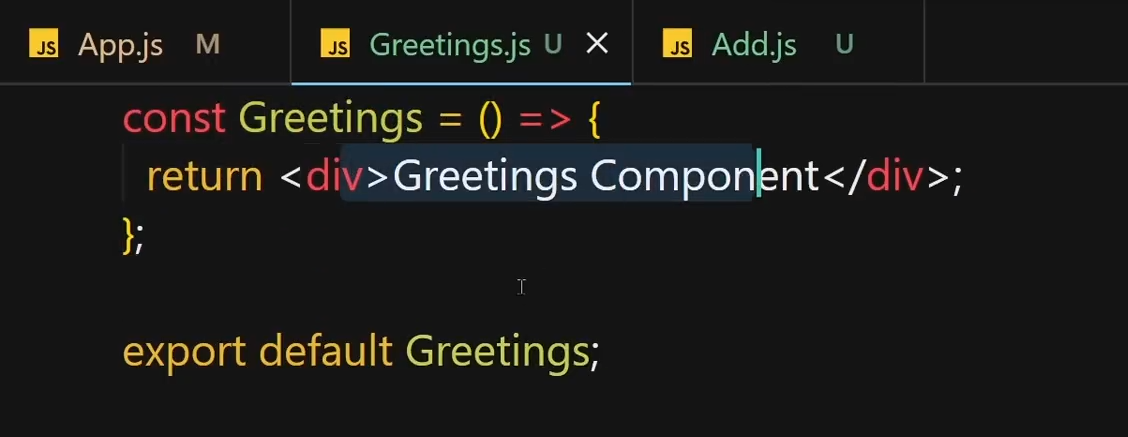 JS App.js M JS Greetings.js U JS Add.js U
const Greetings = () => {
return <div>Greetings Component</div>;
};
export default Greetings;